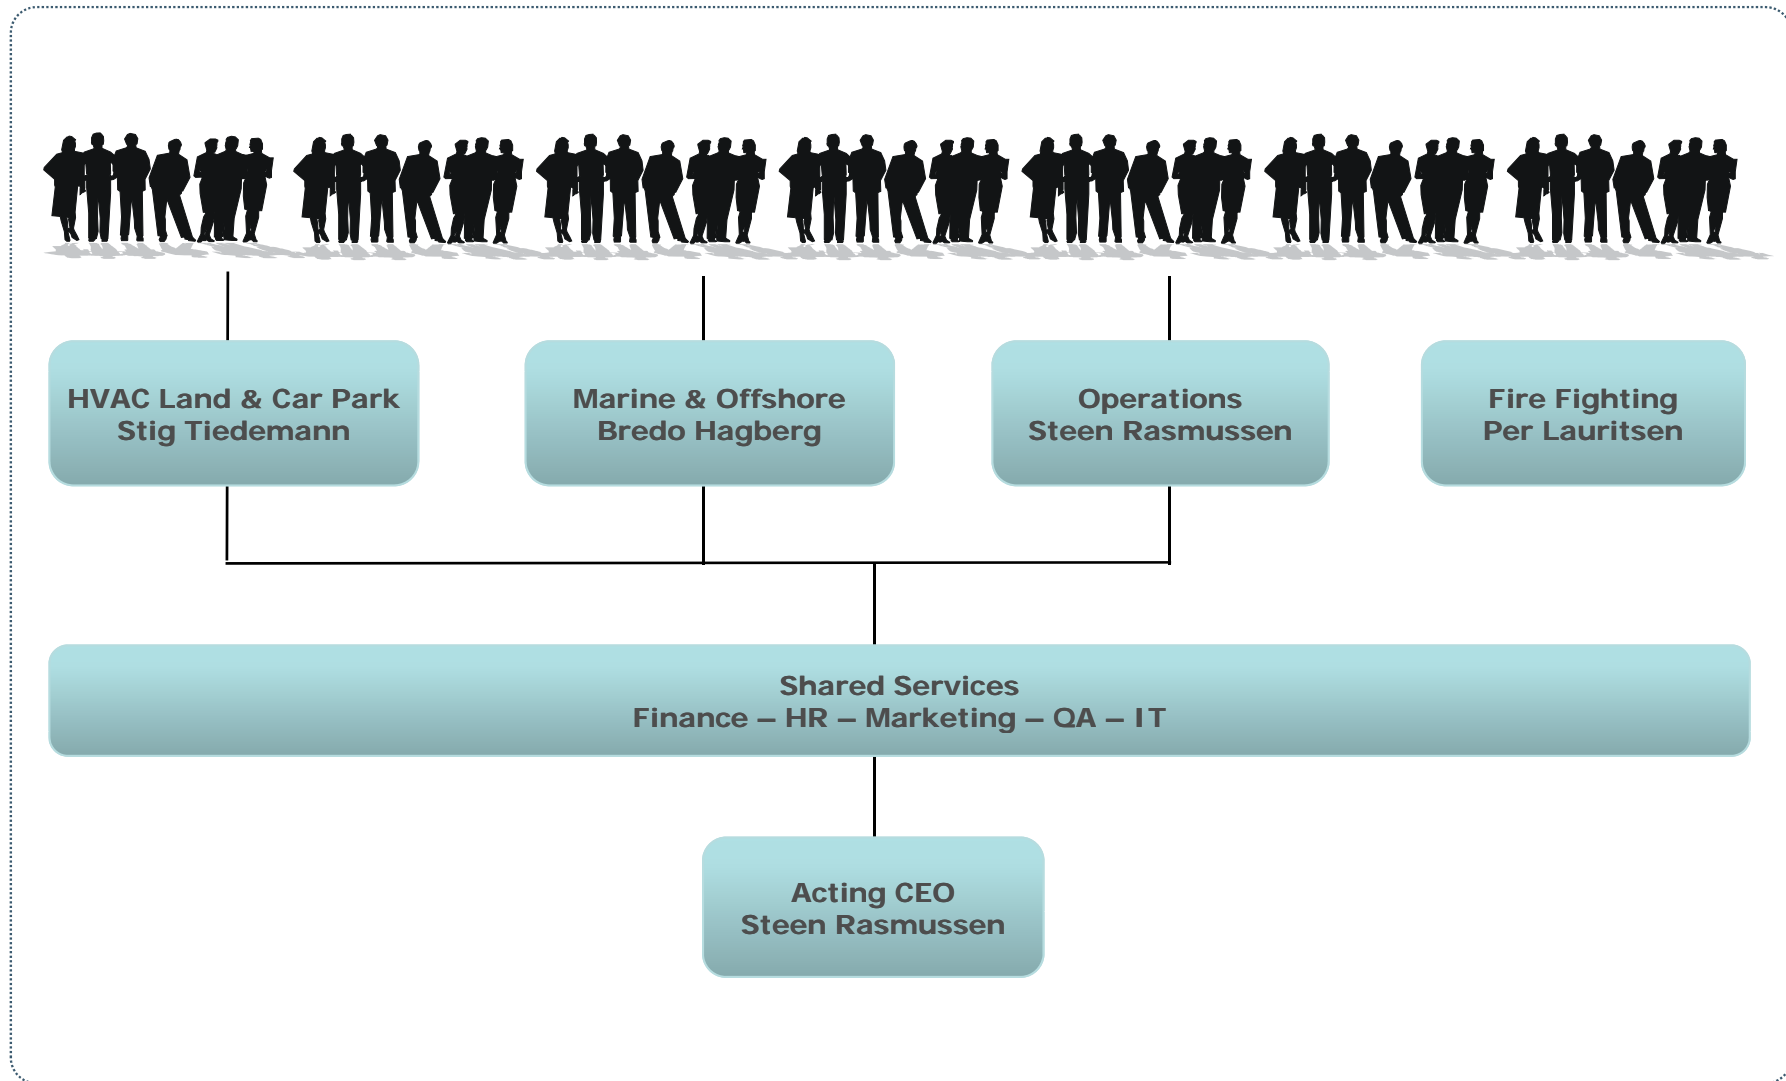 HVAC Land & Car Park
Stig Tiedemann
Marine & Offshore
Bredo Hagberg
Operations
Steen Rasmussen
Fire Fighting
Per Lauritsen
Shared Services
Finance – HR – Marketing – QA – IT
Acting CEO
Steen Rasmussen